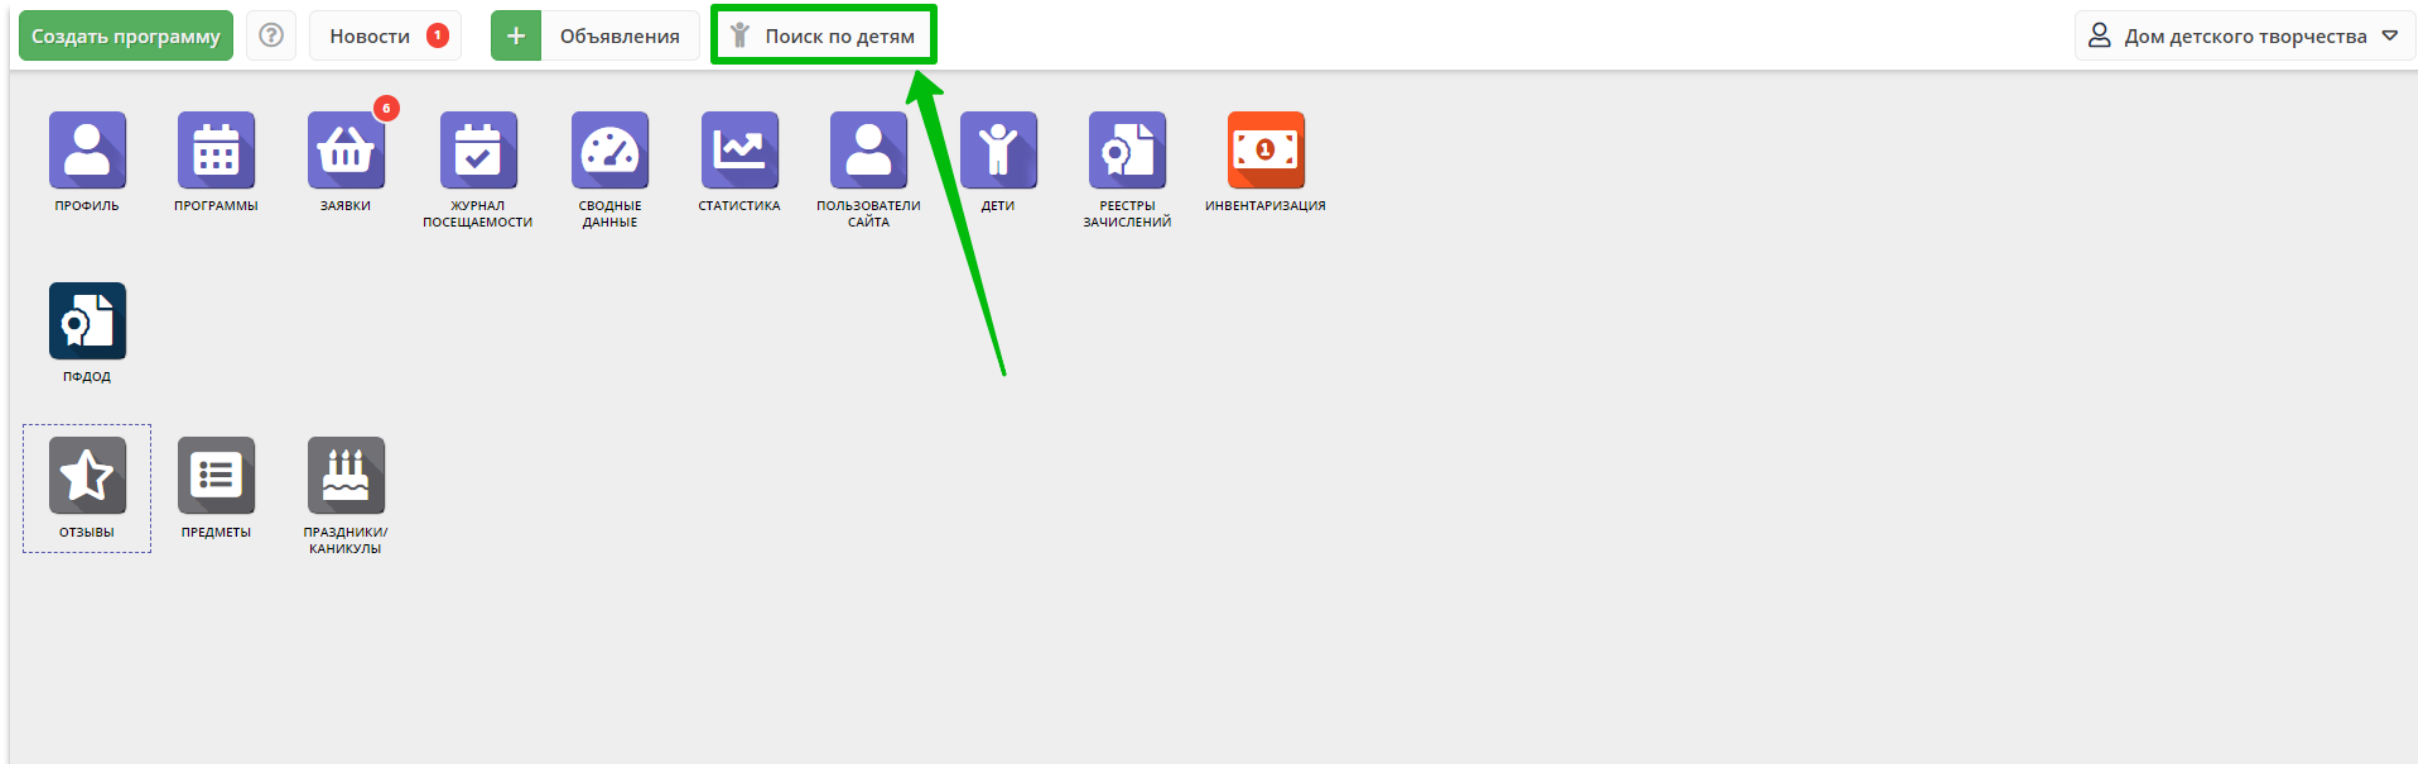 Создать программу
Новости 1
+ Объявления
Поиск по детям
Дом детского творчества
6
ПРОФИЛЬ
ПРОГРАММЫ
ЗАЯВКИ
ЖУРНАЛ
ПОСЕЩАЕМОСТИ
СВОДНЫЕ
ДАННЫЕ
СТАТИСТИКА
ПОЛЬЗОВАТЕЛИ
САЙТА
ДЕТИ
РЕЕСТРЫ
ЗАЧИСЛЕНИЙ
1
ИНВЕНТАРИЗАЦИЯ
ПФДОД
ОТЗЫВЫ
ПРЕДМЕТЫ
ПРАЗДНИКИ/
КАНИКУЛЫ